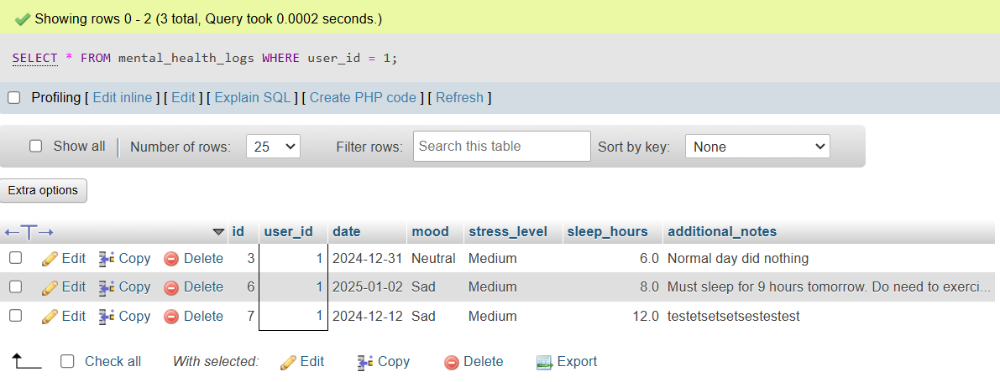 Showing rows 0 - 2 (3 total, Query took 0.0002 seconds.)
SELECT * FROM mental_health_logs WHERE user_id = 1;
Profiling [ Edit inline ] [ Edit ] [ Explain SQL ] [ Create PHP code ] [ Refresh ]
Show all Number of rows: 25 Filter rows: Search this table Sort by key: None
Extra options
id user_id date mood stress_level sleep_hours additional_notes
Edit Copy Delete 3 1 2024-12-31 Neutral Medium 6.0 Normal day did nothing
Edit Copy Delete 6 1 2025-01-02 Sad Medium 8.0 Must sleep for 9 hours tomorrow. Do need to exerci...
Edit Copy Delete 7 1 2024-12-12 Sad Medium 12.0 testetsetsetsestestest
Check all With selected: Edit Copy Delete Export